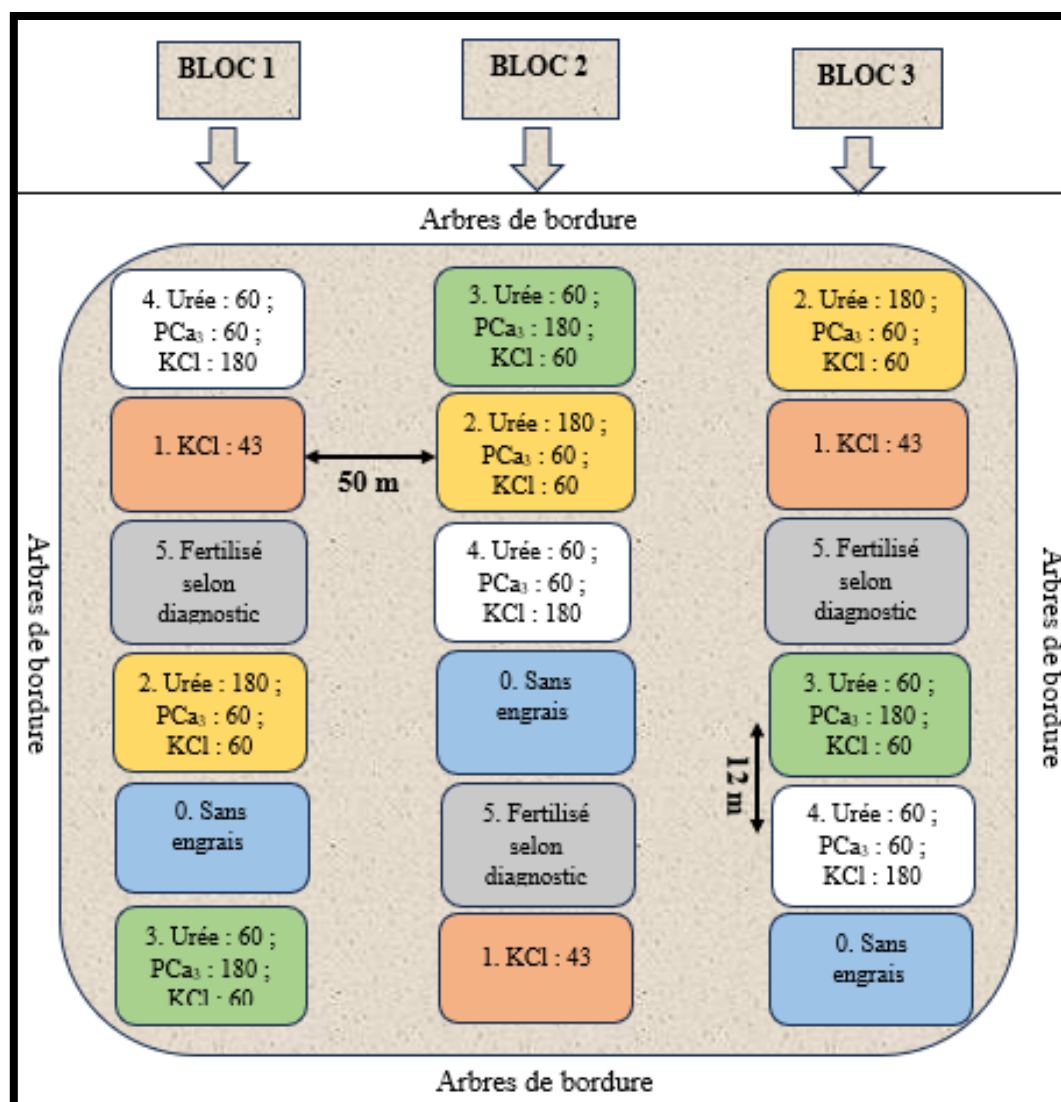 BLOC 1
BLOC 2
BLOC 3
Arbres de bordure
4. Urée : 60 ;
PCa₃ : 60 ;
KCl : 180
1. KCl : 43
5. Fertilisé
selon
diagnostic
2. Urée : 180 ;
PCa₃ : 60 ;
KCl : 60
0. Sans
engrais
3. Urée : 60 ;
PCa₃ : 180 ;
KCl : 60
50 m
3. Urée : 60 ;
PCa₃ : 180 ;
KCl : 60
2. Urée : 180 ;
PCa₃ : 60 ;
KCl : 60
4. Urée : 60 ;
PCa₃ : 60 ;
KCl : 180
0. Sans
engrais
5. Fertilisé
selon
diagnostic
1. KCl : 43
2. Urée : 180 ;
PCa₃ : 60 ;
KCl : 60
1. KCl : 43
5. Fertilisé
selon
diagnostic
3. Urée : 60 ;
PCa₃ : 180 ;
KCl : 60
12 m
4. Urée : 60 ;
PCa₃ : 60 ;
KCl : 180
0. Sans
engrais
Arbres de bordure
Arbres de bordure
Arbres de bordure